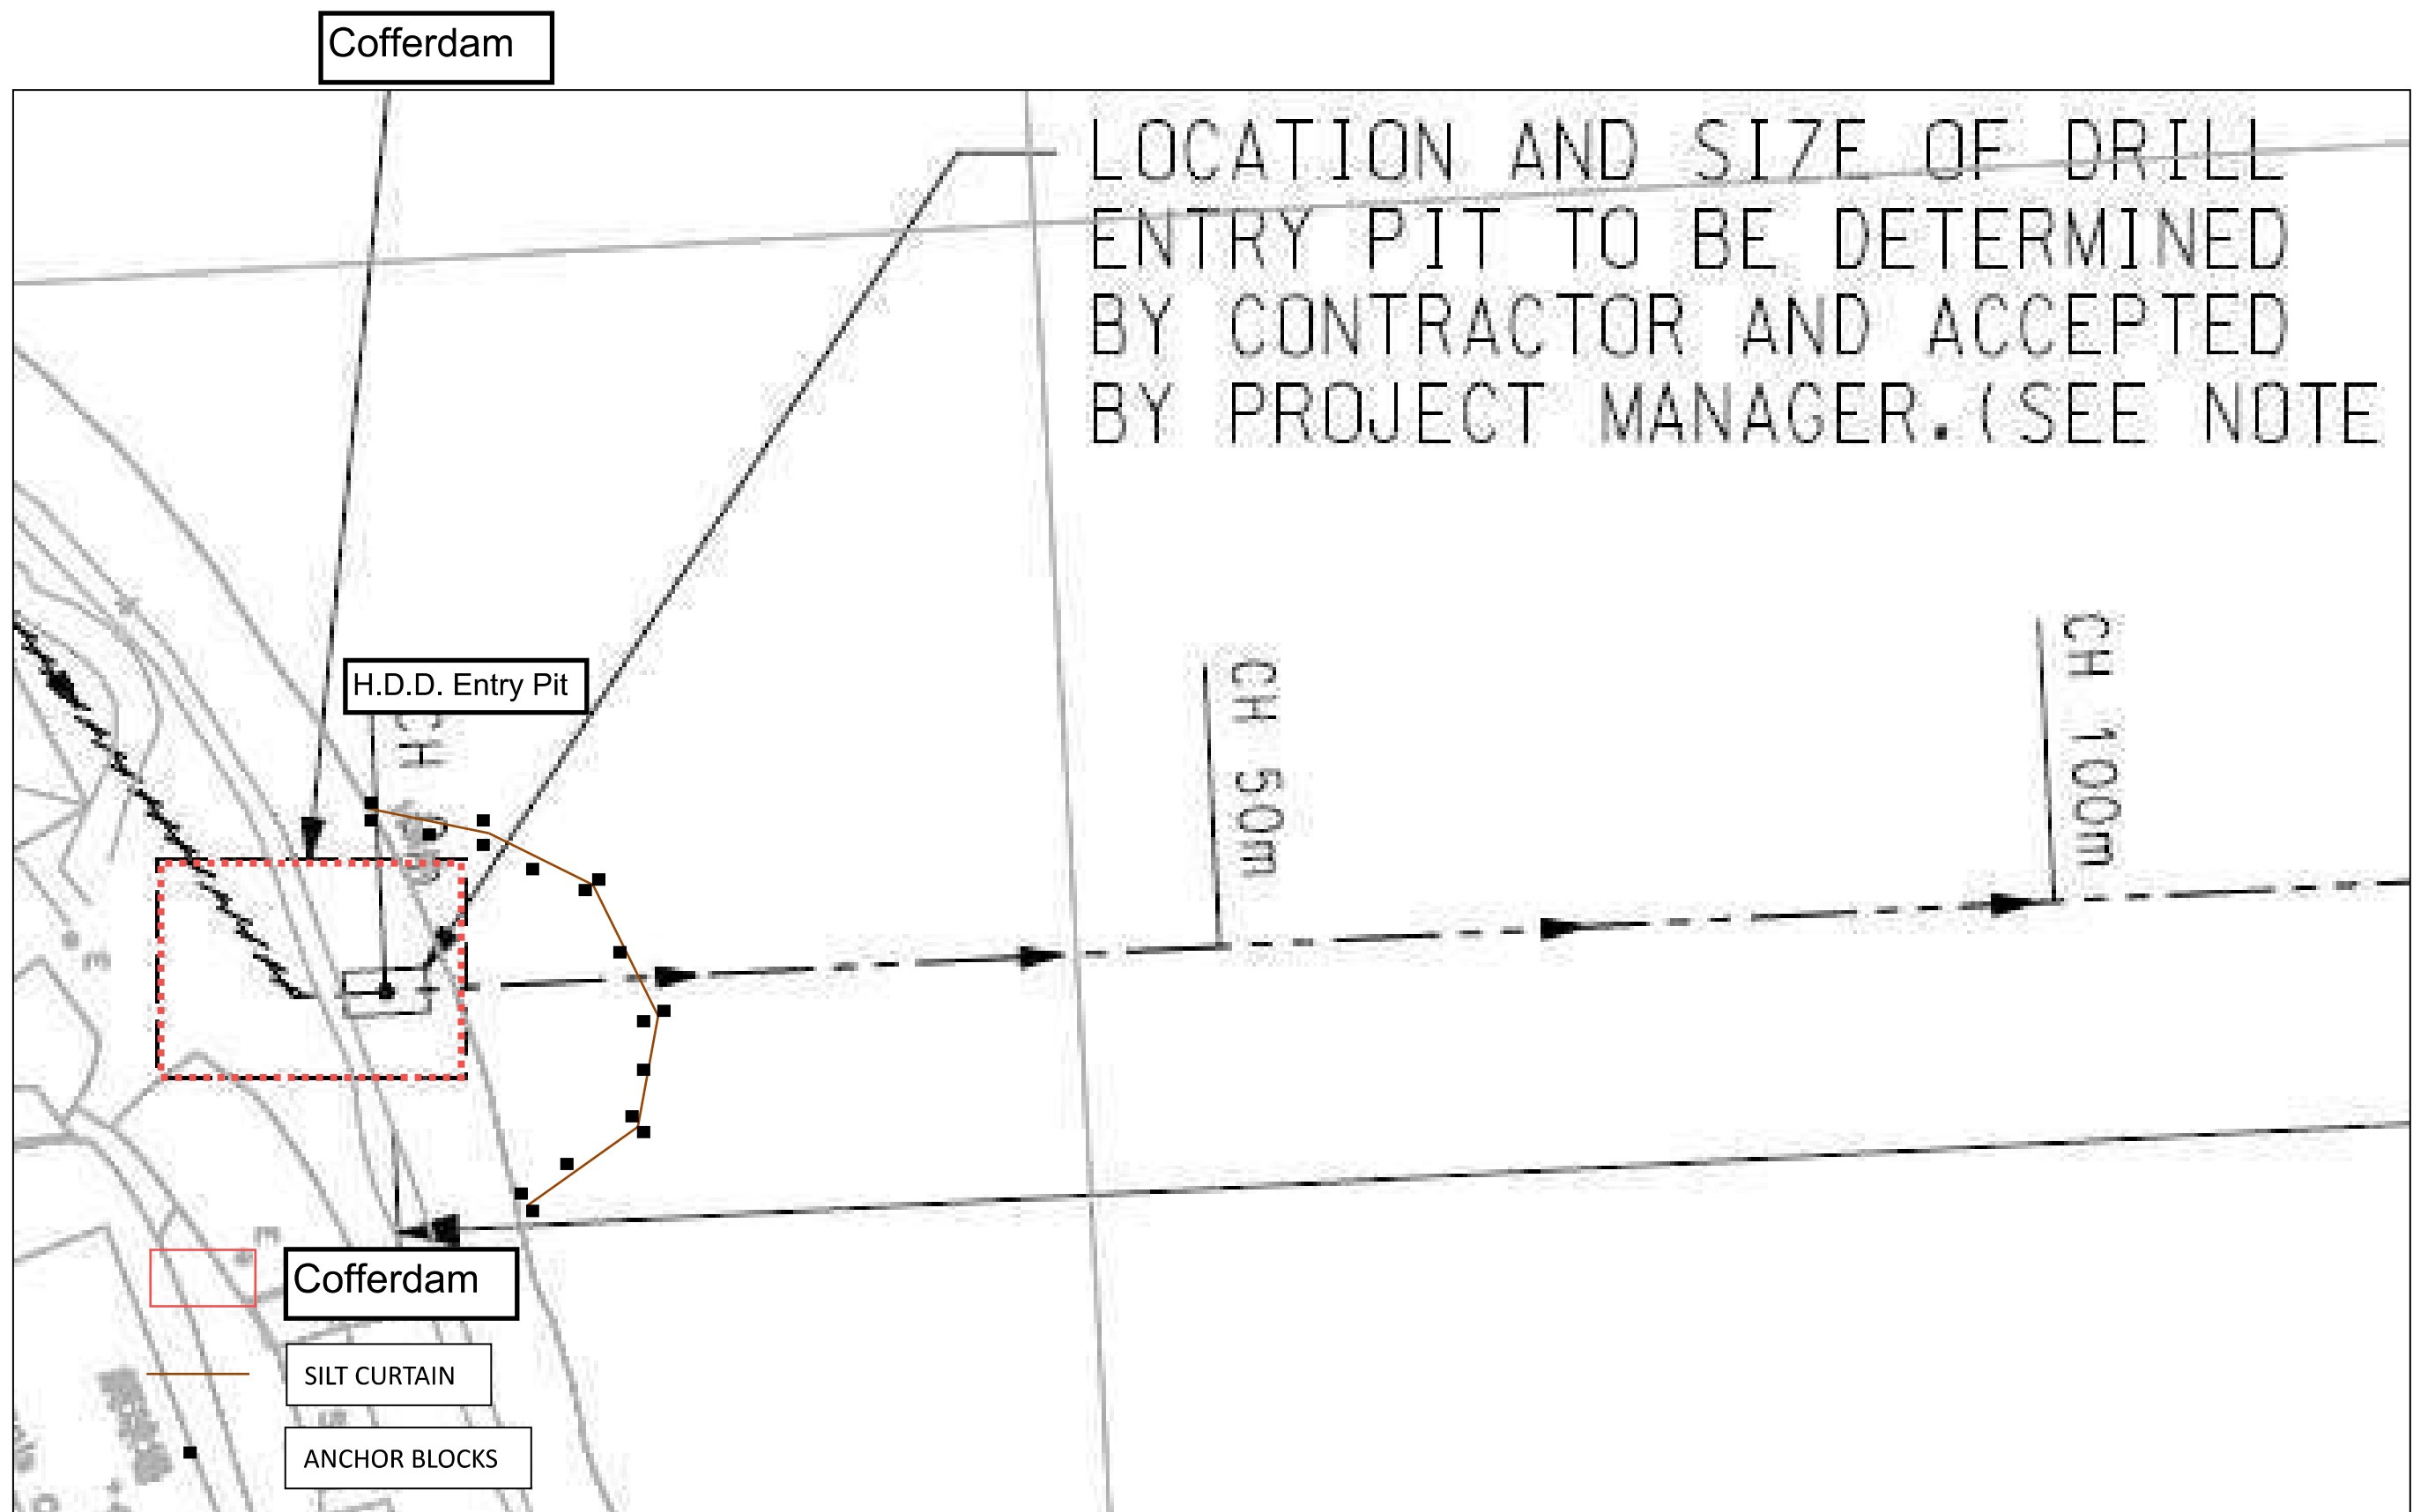 Cofferdam
LOCATION AND SIZE OF DRILL
ENTRY PIT TO BE DETERMINED
BY CONTRACTOR AND ACCEPTED
BY PROJECT MANAGER.(SEE NOTE
H.D.D. Entry Pit
CH
CH 50m
CH 100m
E
E
Cofferdam
SILT CURTAIN
ANCHOR BLOCKS